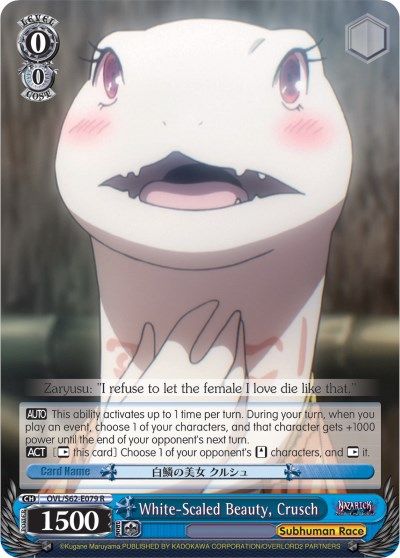 LEVEL
0
0
COST
Zaryusu: "I refuse to let the female I love die like that."
AUTO This ability activates up to 1 time per turn. During your turn, when you
play an event, choose 1 of your characters, and that character gets +1000
power until the end of your opponent's next turn.
ACT [ this card] Choose 1 of your opponent's characters, and it.
Card Name 白鱗の美女 クルシュ
CH OVL/S62-E079 R
1500 White-Scaled Beauty, Crusch NAZARICK
Subhuman Race
©Kugane Maruyama,PUBLISHED BY KADOKAWA CORPORATION/OVERLORD2 PARTNERS